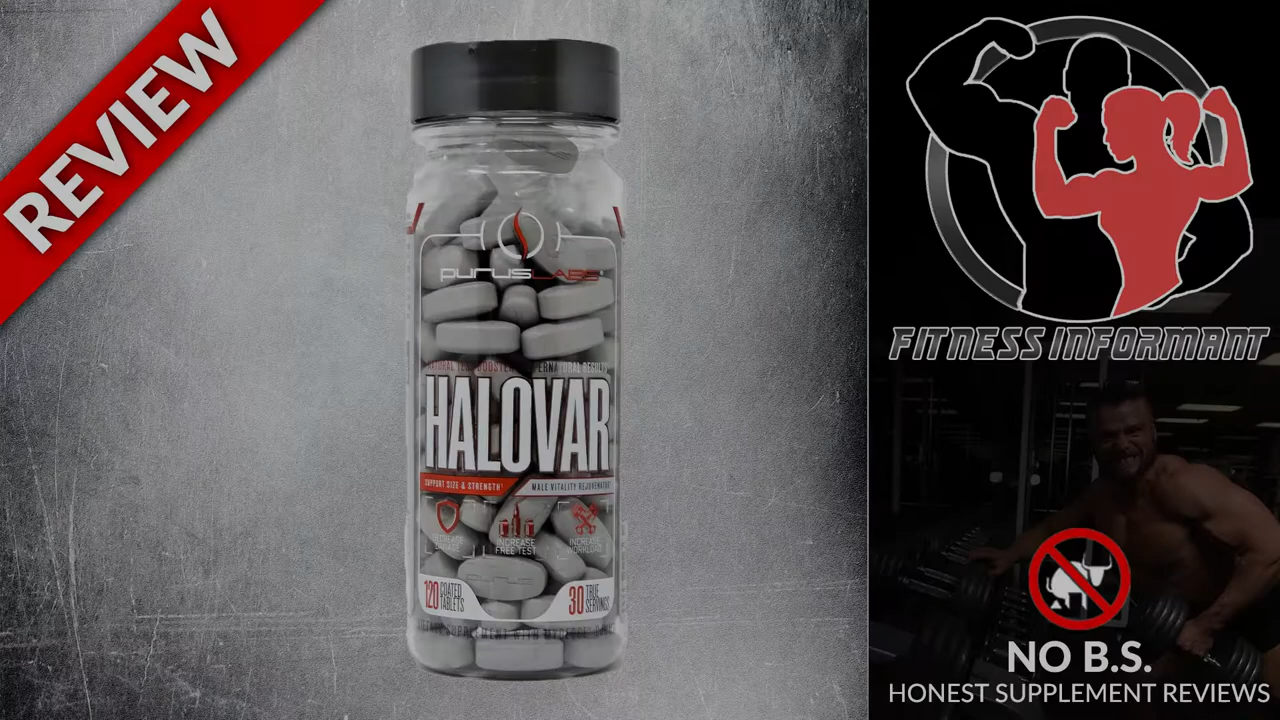 REVIEW
purusLABS
HALOVAR
SUPPORT SIZE & STRENGTH
MALE VITALITY REJUVENATOR
INCREASE
FREE TEST
INCREASE
WORKLOAD
120 COATED
TABLETS
30 TRUE
SERVINGS
FITNESS INFORMANT
NO B.S.
HONEST SUPPLEMENT REVIEWS